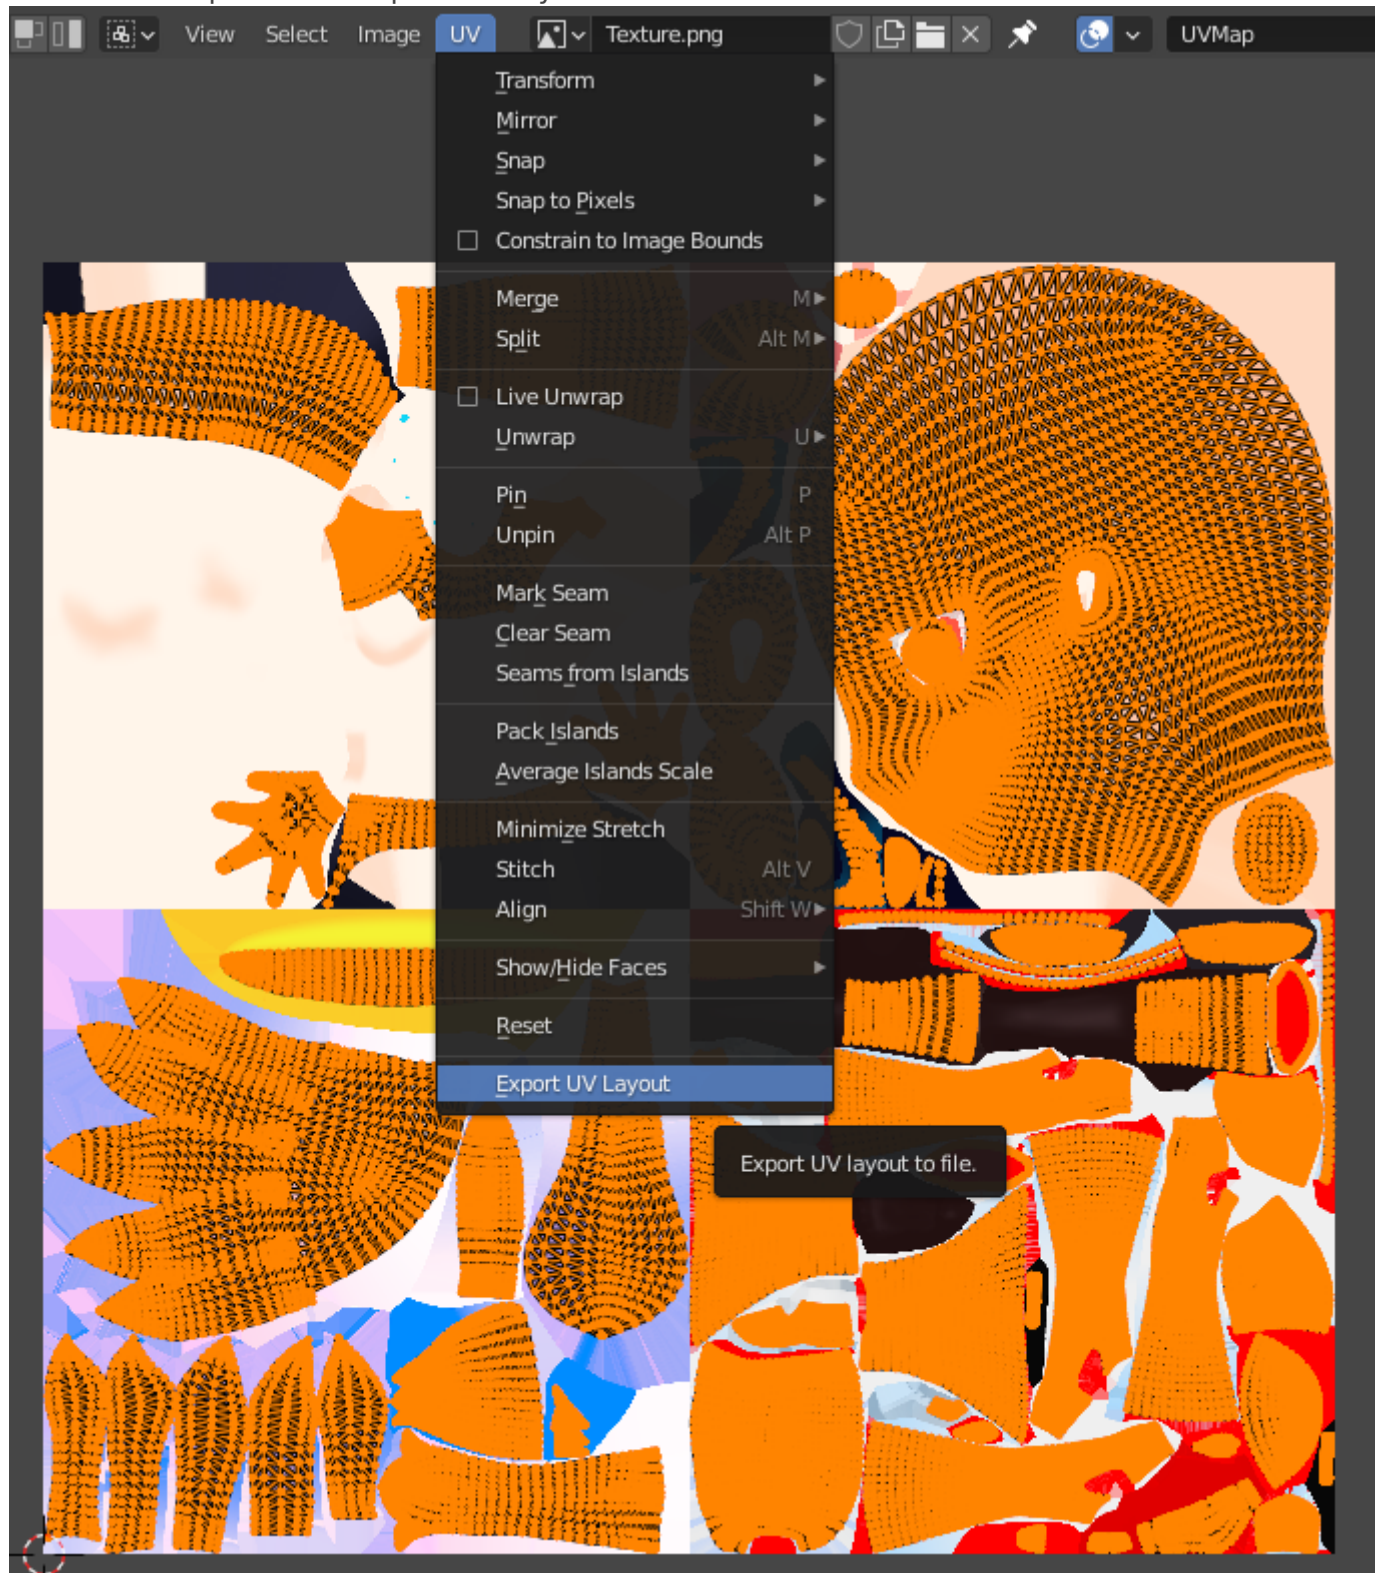 View Select Image UV Texture.png UVMap
Transform
Mirror
Snap
Snap to Pixels
Constrain to Image Bounds
Merge M
Split Alt M
Live Unwrap
Unwrap U
Pin P
Unpin Alt P
Mark Seam
Clear Seam
Seams from Islands
Pack Islands
Average Islands Scale
Minimize Stretch
Stitch Alt V
Align Shift W
Show/Hide Faces
Reset
Export UV Layout
Export UV layout to file.